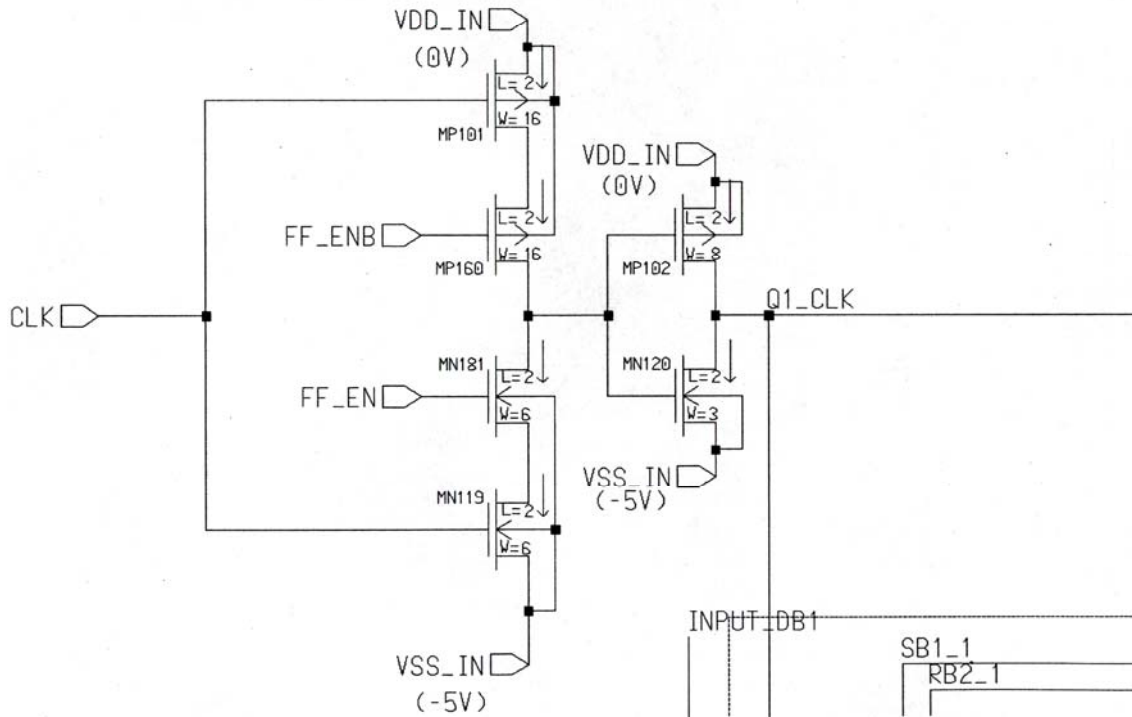 VDD_IN
(0V)
L=2
W=16
MP101
VDD_IN
(0V)
L=2
W=16
MP160
FF_ENB
L=2
W=8
MP102
CLK
Q1_CLK
MN181
L=2
W=6
FF_EN
MN120
L=2
W=3
VSS_IN
(-5V)
MN119
L=2
W=6
INPUT_DB1
SB1_1
RB2_1
VSS_IN
(-5V)